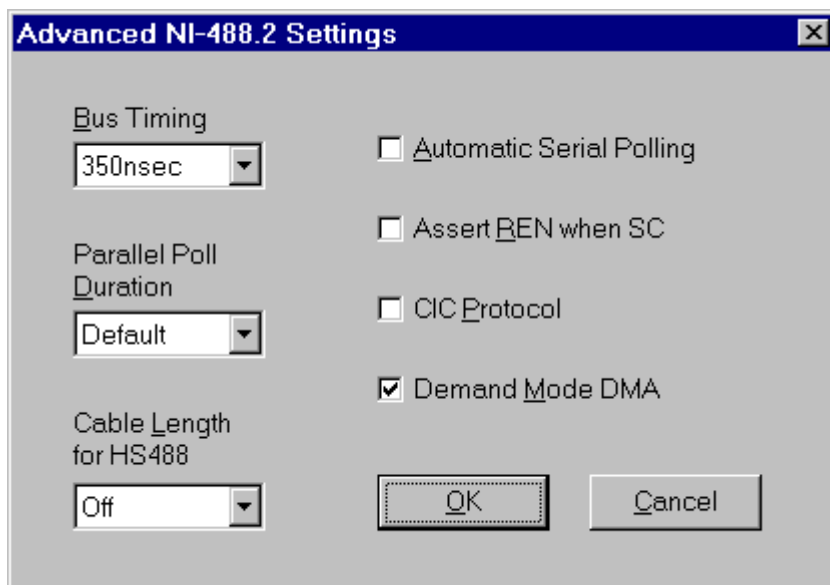 Advanced NI-488.2 Settings
Bus Timing
350nsec
Parallel Poll
Duration
Default
Cable Length
for HS488
Off
Automatic Serial Polling
Assert REN when SC
CIC Protocol
Demand Mode DMA
OK
Cancel